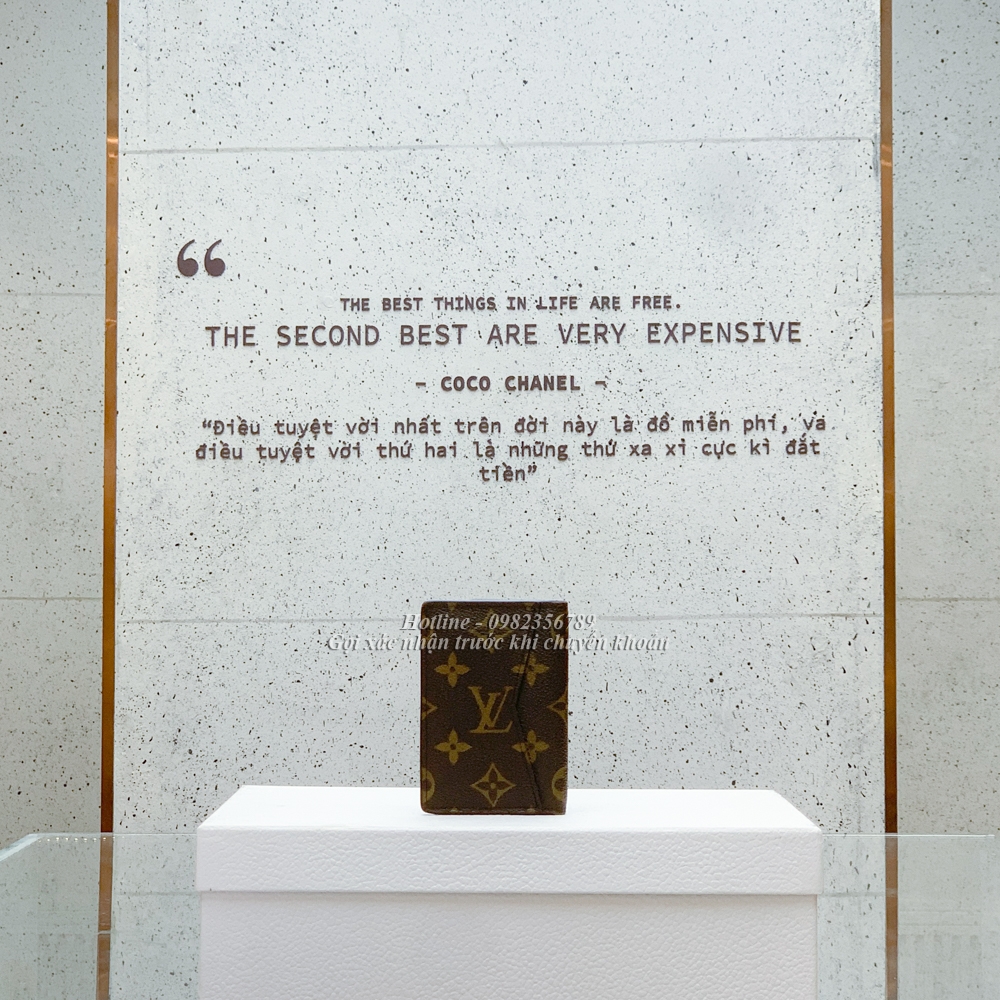 “
THE BEST THINGS IN LIFE ARE FREE.
THE SECOND BEST ARE VERY EXPENSIVE
- COCO CHANEL -
“Điều tuyệt vời nhất trên đời này là đồ miễn phí, và
điều tuyệt vời thứ hai là những thứ xa xỉ cực kì đắt
tiền”
Hotline - 0982356789
Gọi xác nhận trước khi chuyển khoản
LV